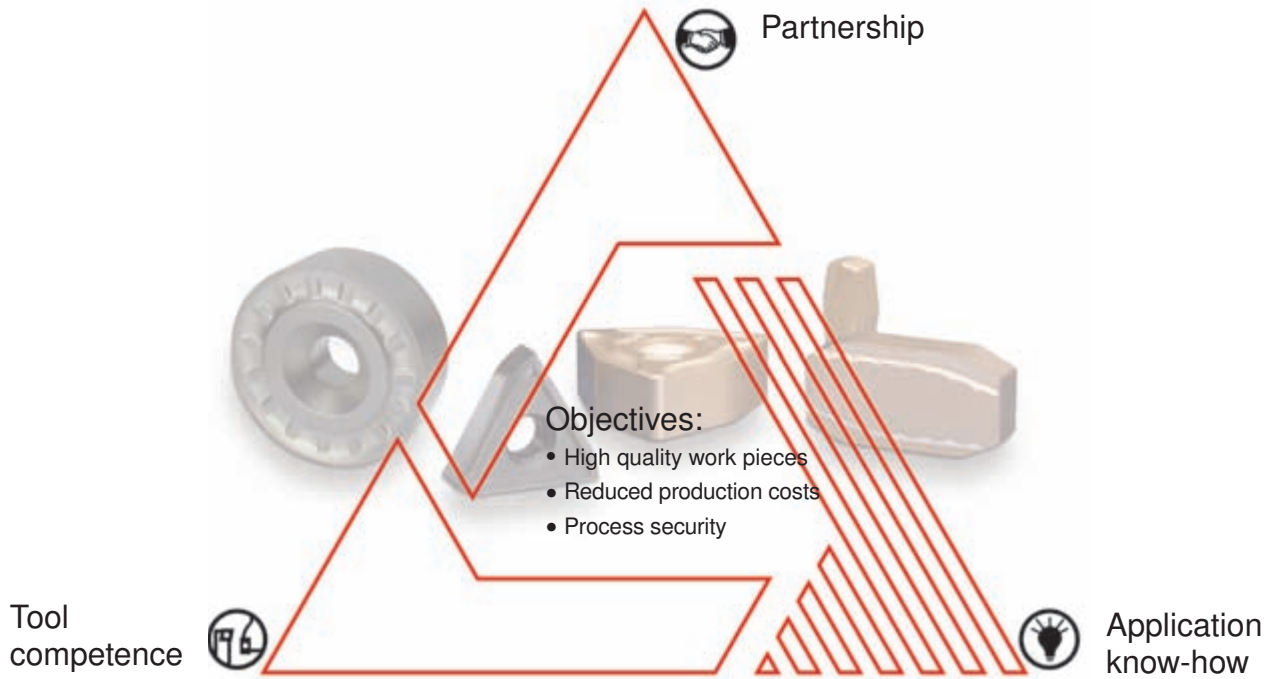 Partnership
Objectives:
• High quality work pieces
• Reduced production costs
• Process security
Tool
competence
Application
know-how